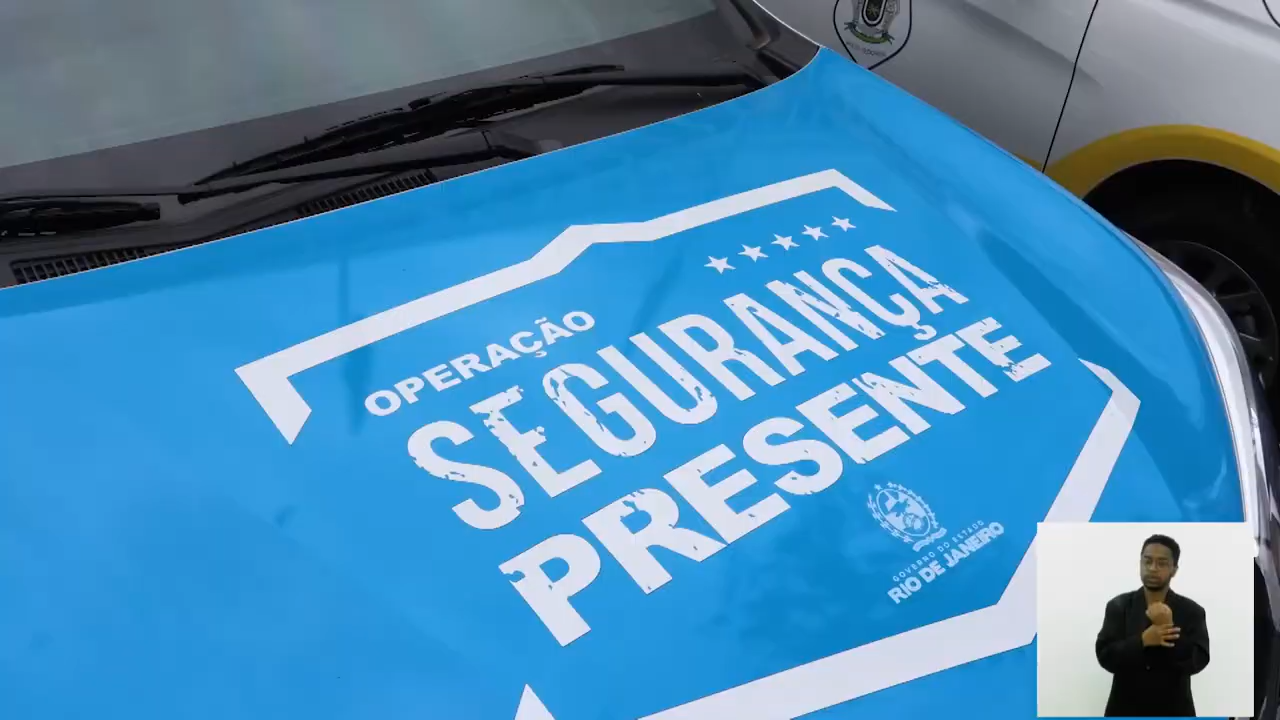 OPERAÇÃO
SEGURANÇA
PRESENTE
GOVERNO DO ESTADO
RIO DE JANEIRO